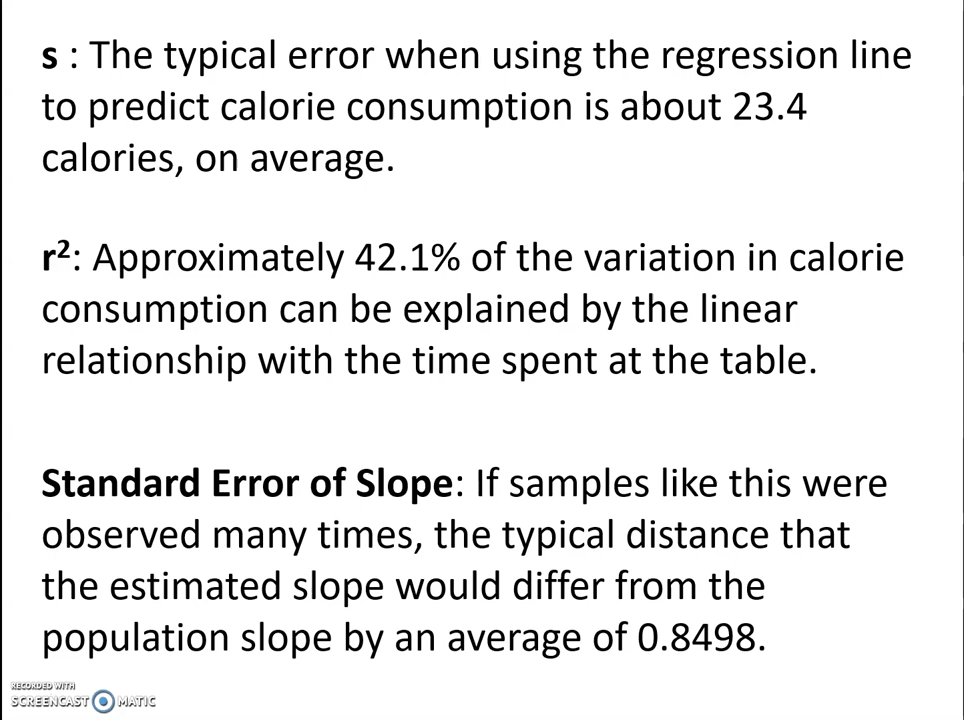 s : The typical error when using the regression line
to predict calorie consumption is about 23.4
calories, on average.
r²: Approximately 42.1% of the variation in calorie
consumption can be explained by the linear
relationship with the time spent at the table.
Standard Error of Slope: If samples like this were
observed many times, the typical distance that
the estimated slope would differ from the
population slope by an average of 0.8498.
RECORDED WITH
SCREENCAST MATIC